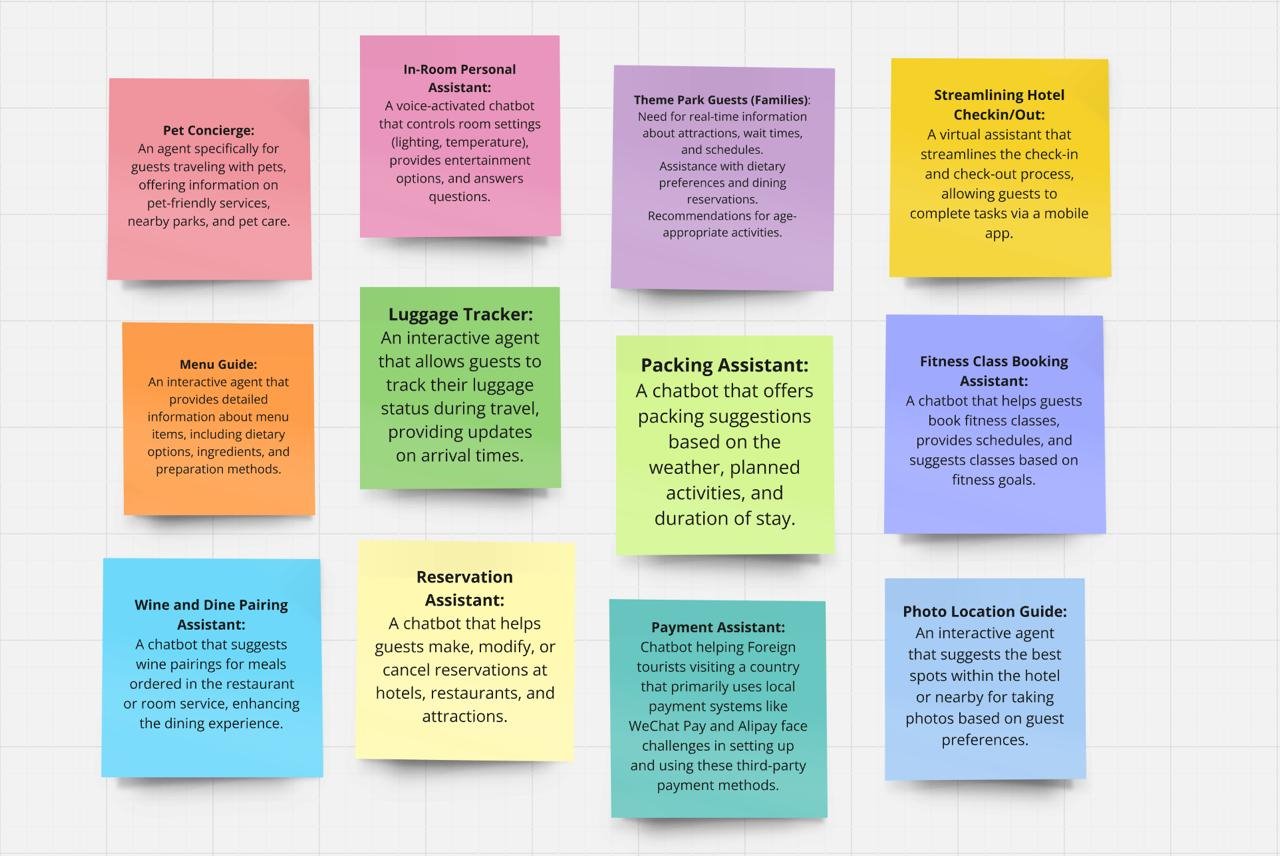 Pet Concierge:
An agent specifically for
guests traveling with pets,
offering information on
pet-friendly services,
nearby parks, and pet care.
In-Room Personal
Assistant:
A voice-activated chatbot
that controls room settings
(lighting, temperature),
provides entertainment
options, and answers
questions.
Theme Park Guests (Families):
Need for real-time information
about attractions, wait times,
and schedules.
Assistance with dietary
preferences and dining
reservations.
Recommendations for age-
appropriate activities.
Streamlining Hotel
Checkin/Out:
A virtual assistant that
streamlines the check-in
and check-out process,
allowing guests to
complete tasks via a mobile
app.
Menu Guide:
An interactive agent that
provides detailed
information about menu
items, including dietary
options, ingredients, and
preparation methods.
Luggage Tracker:
An interactive agent
that allows guests to
track their luggage
status during travel,
providing updates
on arrival times.
Packing Assistant:
A chatbot that offers
packing suggestions
based on the
weather, planned
activities, and
duration of stay.
Fitness Class Booking
Assistant:
A chatbot that helps guests
book fitness classes,
provides schedules, and
suggests classes based on
fitness goals.
Wine and Dine Pairing
Assistant:
A chatbot that suggests
wine pairings for meals
ordered in the restaurant
or room service, enhancing
the dining experience.
Reservation
Assistant:
A chatbot that helps
guests make, modify, or
cancel reservations at
hotels, restaurants, and
attractions.
Payment Assistant:
Chatbot helping Foreign
tourists visiting a country
that primarily uses local
payment systems like
WeChat Pay and Alipay face
challenges in setting up
and using these third-party
payment methods.
Photo Location Guide:
An interactive agent
that suggests the best
spots within the hotel
or nearby for taking
photos based on guest
preferences.